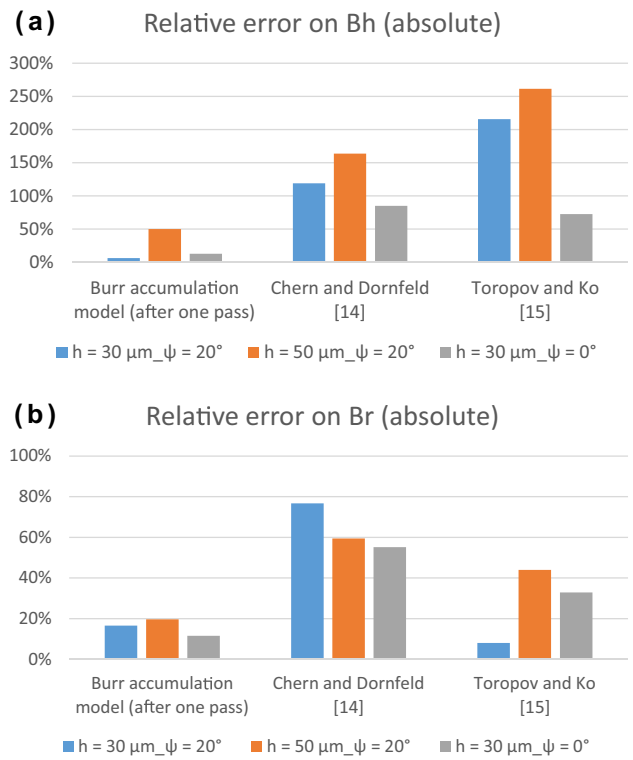 (a)
Relative error on Bh (absolute)
300%
250%
200%
150%
100%
50%
0%
Burr accumulation
model (after one pass)
Chern and Dornfeld
[14]
Toropov and Ko
[15]
h = 30 µm_ψ = 20°
h = 50 µm_ψ = 20°
h = 30 µm_ψ = 0°
(b)
Relative error on Br (absolute)
100%
80%
60%
40%
20%
0%
Burr accumulation
model (after one pass)
Chern and Dornfeld
[14]
Toropov and Ko
[15]
h = 30 µm_ψ = 20°
h = 50 µm_ψ = 20°
h = 30 µm_ψ = 0°